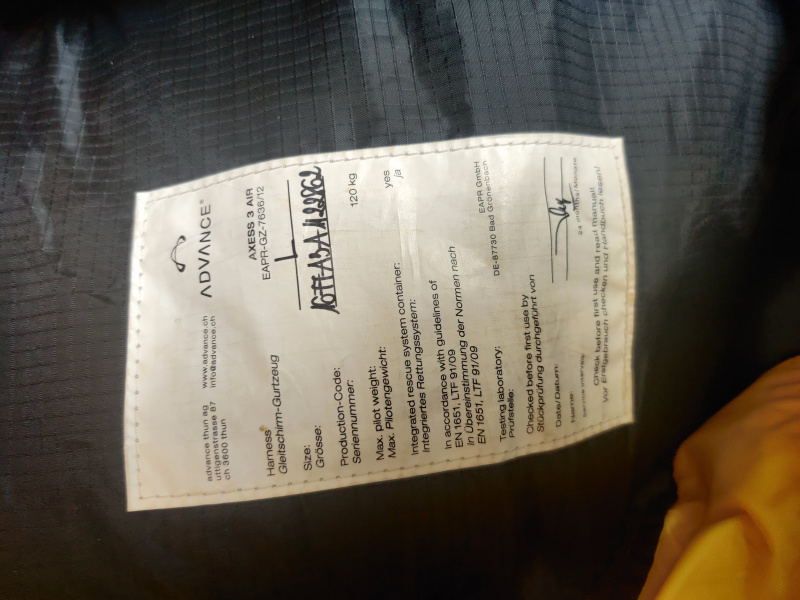 advance thun ag www.advance.ch
uttigenstrasse 87 info@advance.ch
ch 3600 thun
ADVANCE®
Harness AXESS 3 AIR
Gleitschirm-Gurtzeug EAPR-GZ-7636/12
Size: L
Grösse:
Production-Code:
Seriennummer:
Max. pilot weight: 120 kg
Max. Pilotengewicht:
Integrated rescue system container: yes
Integriertes Rettungssystem: ja
In accordance with guidelines of
EN 1651, LTF 91/09
In Übereinstimmung der Normen nach
EN 1651, LTF 91/09
Testing laboratory: EAPR GmbH
Prüfstelle: DE-87730 Bad Grönenbach
Checked before first use by
Stückprüfung durchgeführt von
Date/Datum:
Name:
Service interval: 24 months/Monate
Check before first use and read manual!
Vor Erstgebrauch checken und Handbuch lesen!